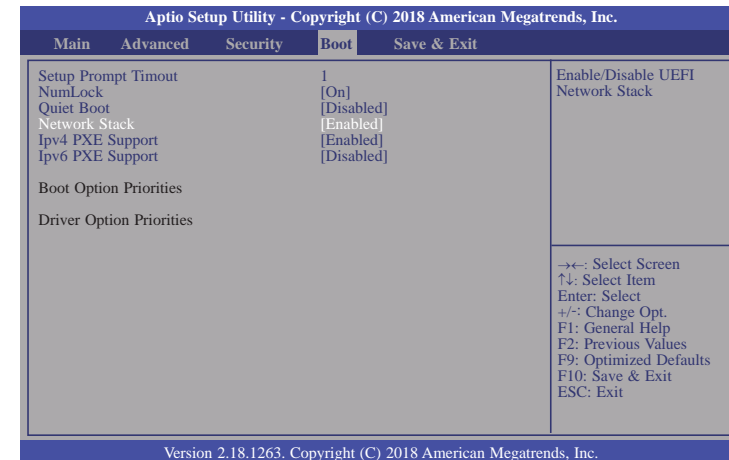 Aptio Setup Utility - Copyright (C) 2018 American Megatrends, Inc.
Main Advanced Security Boot Save & Exit
Setup Prompt Timout 1
NumLock [On]
Quiet Boot [Disabled]
Network Stack [Enabled]
Ipv4 PXE Support [Enabled]
Ipv6 PXE Support [Disabled]
Boot Option Priorities
Driver Option Priorities
Enable/Disable UEFI
Network Stack
→←: Select Screen
↑↓: Select Item
Enter: Select
+/-: Change Opt.
F1: General Help
F2: Previous Values
F9: Optimized Defaults
F10: Save & Exit
ESC: Exit
Version 2.18.1263. Copyright (C) 2018 American Megatrends, Inc.